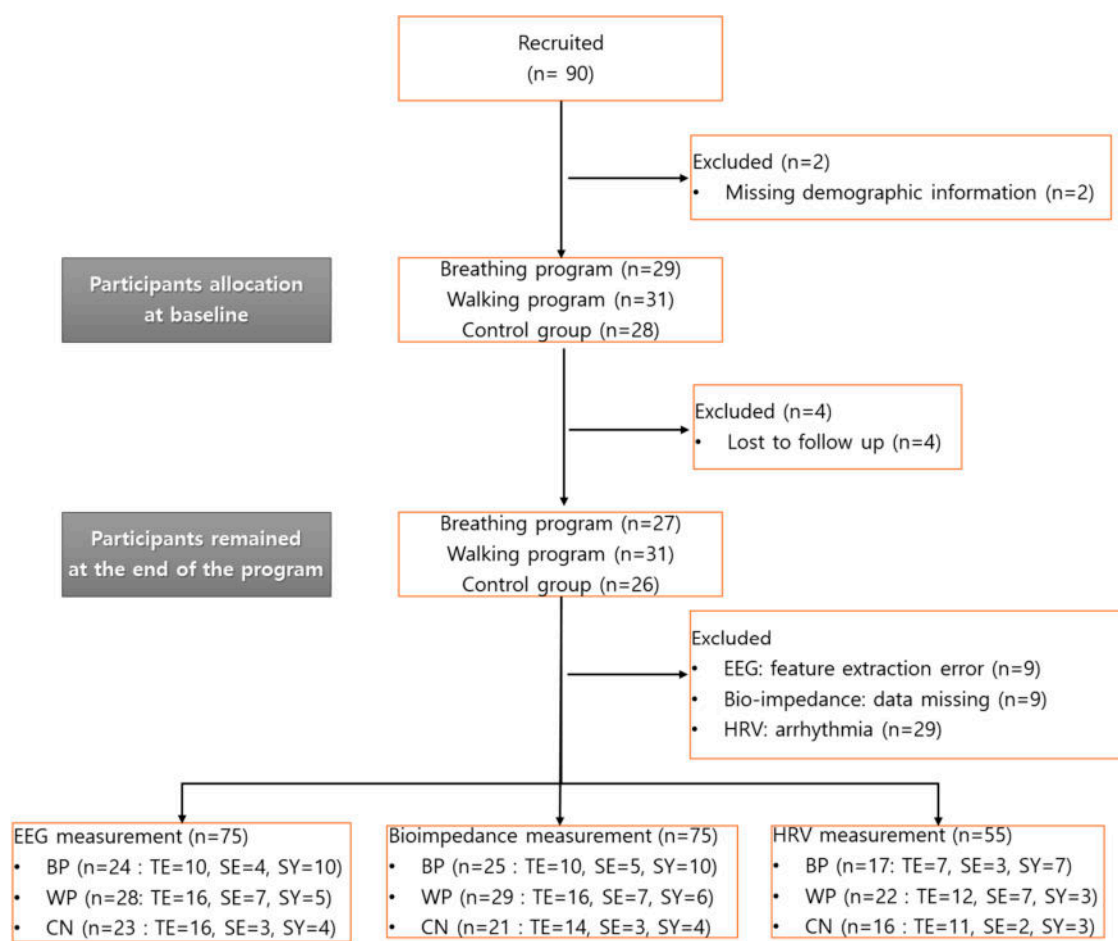 Recruited
(n= 90)
Excluded (n=2)
• Missing demographic information (n=2)
Participants allocation
at baseline
Breathing program (n=29)
Walking program (n=31)
Control group (n=28)
Excluded (n=4)
• Lost to follow up (n=4)
Participants remained
at the end of the program
Breathing program (n=27)
Walking program (n=31)
Control group (n=26)
Excluded
• EEG: feature extraction error (n=9)
• Bio-impedance: data missing (n=9)
• HRV: arrhythmia (n=29)
EEG measurement (n=75)
• BP (n=24 : TE=10, SE=4, SY=10)
• WP (n=28: TE=16, SE=7, SY=5)
• CN (n=23 : TE=16, SE=3, SY=4)
Bioimpedance measurement (n=75)
• BP (n=25 : TE=10, SE=5, SY=10)
• WP (n=29 : TE=16, SE=7, SY=6)
• CN (n=21 : TE=14, SE=3, SY=4)
HRV measurement (n=55)
• BP (n=17: TE=7, SE=3, SY=7)
• WP (n=22 : TE=12, SE=7, SY=3)
• CN (n=16 : TE=11, SE=2, SY=3)